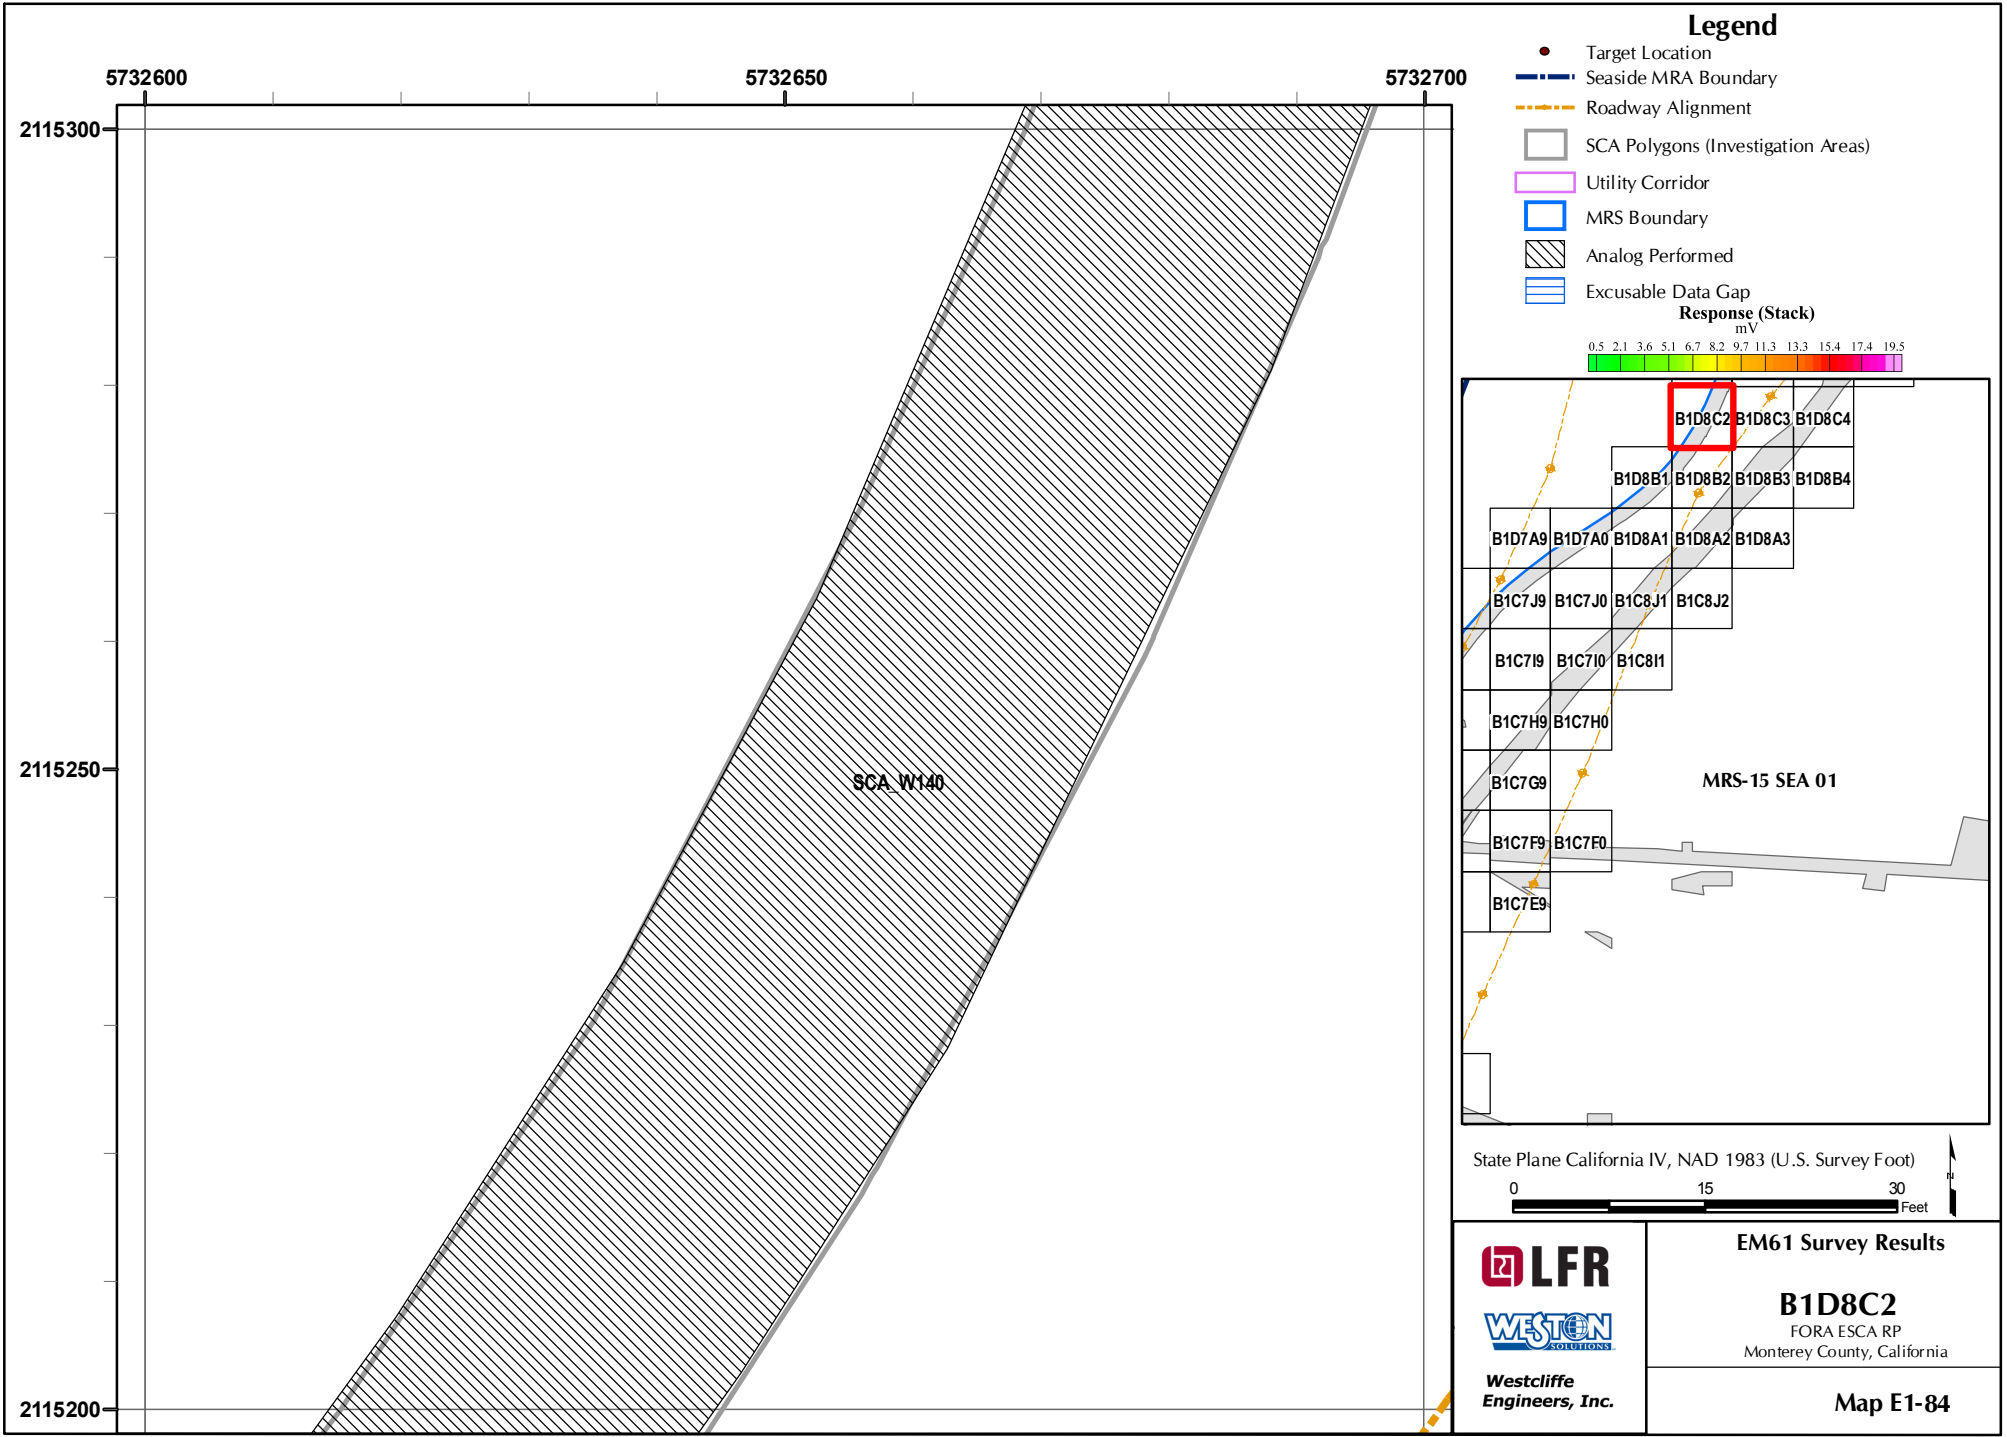 5732600
5732650
5732700
2115300
2115250
2115200
SCA_W140
Legend
Target Location
Seaside MRA Boundary
Roadway Alignment
SCA Polygons (Investigation Areas)
Utility Corridor
MRS Boundary
Analog Performed
Excusable Data Gap
Response (Stack)
mV
0.5 2.1 3.6 5.1 6.7 8.2 9.7 11.3 13.3 15.4 17.4 19.5
B1D8C2 B1D8C3 B1D8C4
B1D8B1 B1D8B2 B1D8B3 B1D8B4
B1D7A9 B1D7A0 B1D8A1 B1D8A2 B1D8A3
B1C7J9 B1C7J0 B1C8J1 B1C8J2
B1C7I9 B1C7I0 B1C8I1
B1C7H9 B1C7H0
B1C7G9
MRS-15 SEA 01
B1C7F9 B1C7F0
B1C7E9
State Plane California IV, NAD 1983 (U.S. Survey Foot)
N
0 15 30
Feet
LFR
WESTON
SOLUTIONS
Westcliffe
Engineers, Inc.
EM61 Survey Results
B1D8C2
FORA ESCA RP
Monterey County, California
Map E1-84